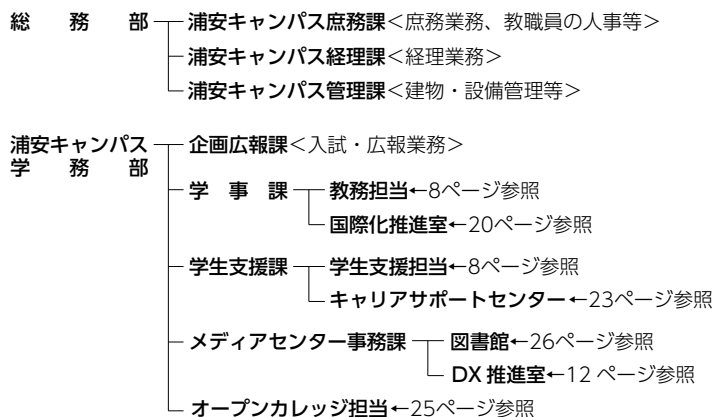 総務部 浦安キャンパス庶務課<庶務業務、教職員の人事等>
浦安キャンパス経理課<経理業務>
浦安キャンパス管理課<建物・設備管理等>
浦安キャンパス 企画広報課<入試・広報業務>
学務部
学事課 教務担当←8ページ参照
国際化推進室←20ページ参照
学生支援課 学生支援担当←8ページ参照
キャリアサポートセンター←23ページ参照
メディアセンター事務課 図書館←26ページ参照
DX 推進室←12 ページ参照
オープンカレッジ担当←25ページ参照